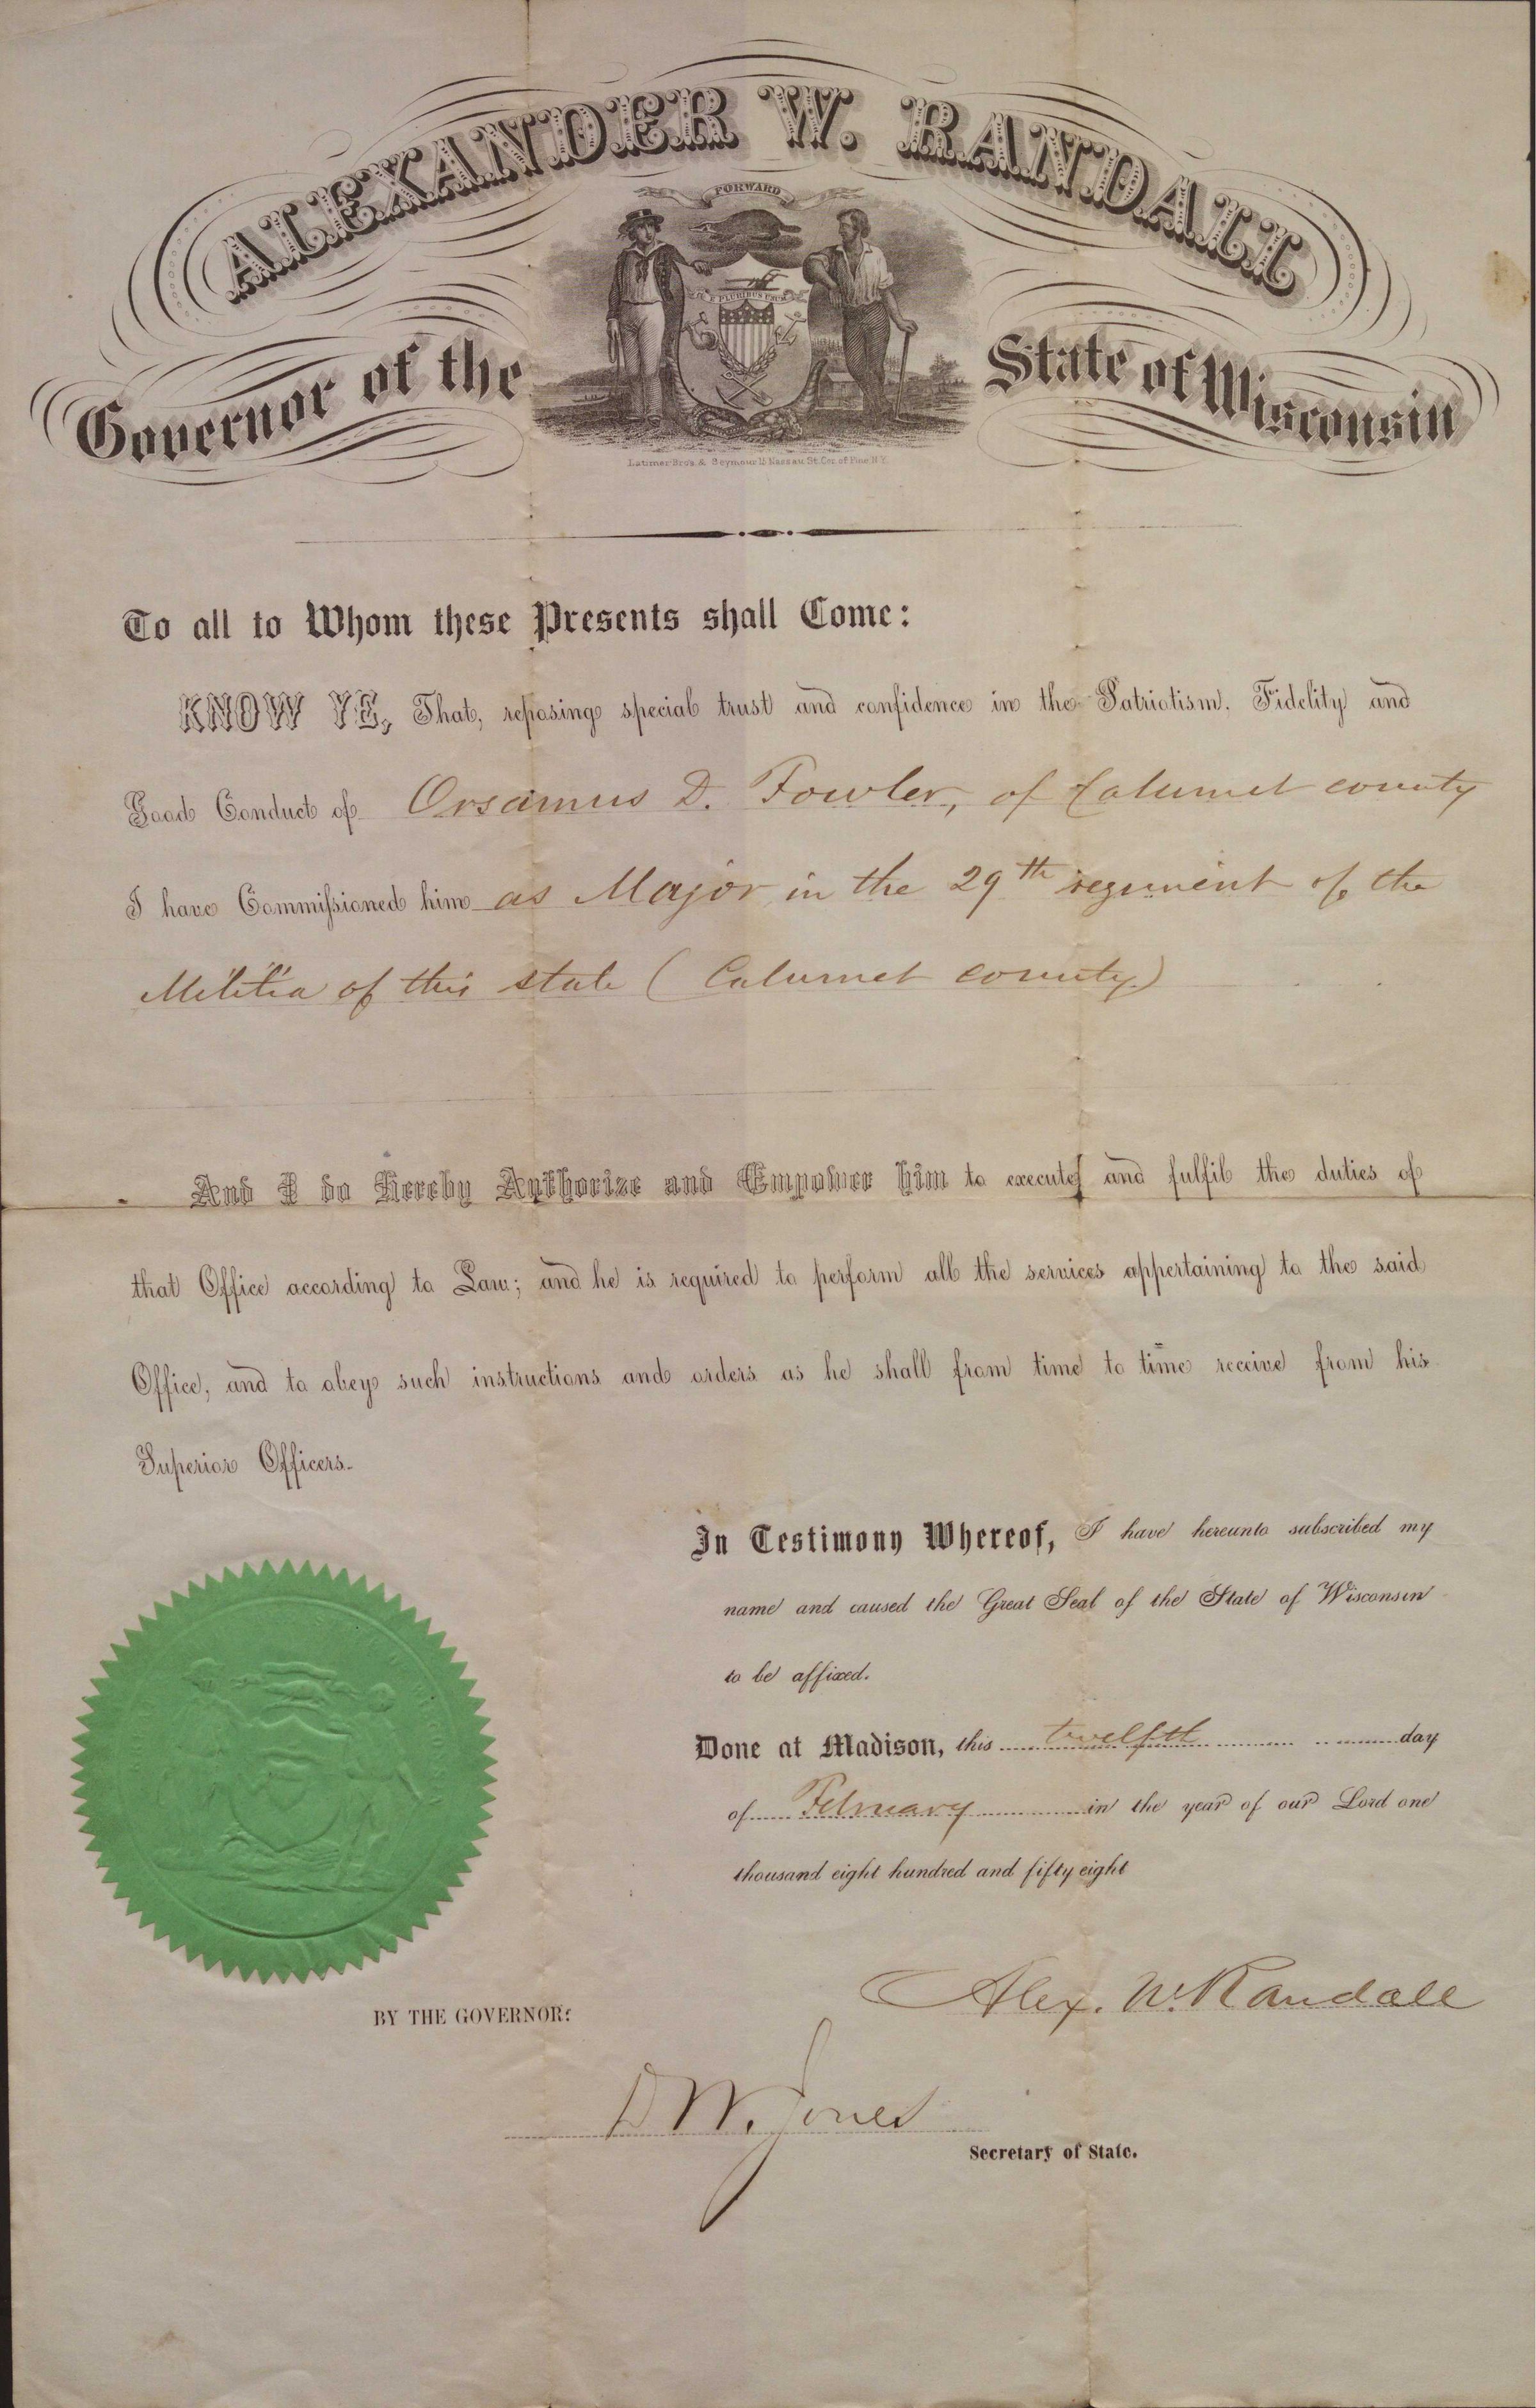 ALEXANDER W. RANDALL
FORWARD
E PLURIBUS UNUM
Governor of the State of Wisconsin
Latimer Bros. & Seymour 15 Nassau St. Cor. of Pine N.Y.
To all to Whom these Presents shall Come:
KNOW YE, That, reposing special trust and confidence in the Patriotism, Fidelity and
Good Conduct of Orsamus D. Fowler, of Calumet county
I have Commissioned him as Major in the 29th regiment of the
Militia of this state (Calumet county)
And I do Hereby Authorize and Empower him to execute and fulfil the duties of
that Office according to Law; and he is required to perform all the services appertaining to the said
Office, and to obey such instructions and orders as he shall from time to time receive from his
Superior Officers.
In Testimony Whereof, I have hereunto subscribed my
name and caused the Great Seal of the State of Wisconsin
to be affixed.
Done at Madison, this twelfth day
of February in the year of our Lord one
thousand eight hundred and fifty eight
Alex. W. Randall
BY THE GOVERNOR:
D W. Jones
Secretary of State.